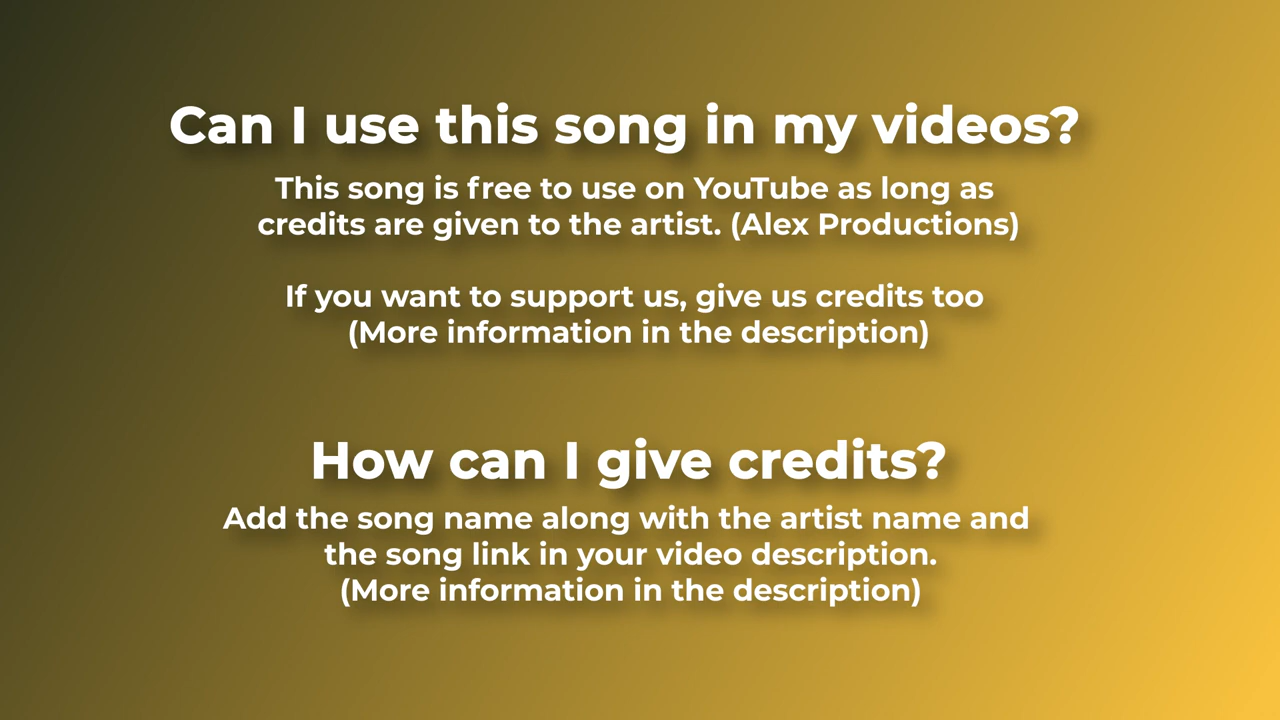 Can I use this song in my videos?
This song is free to use on YouTube as long as
credits are given to the artist. (Alex Productions)
If you want to support us, give us credits too
(More information in the description)
How can I give credits?
Add the song name along with the artist name and
the song link in your video description.
(More information in the description)